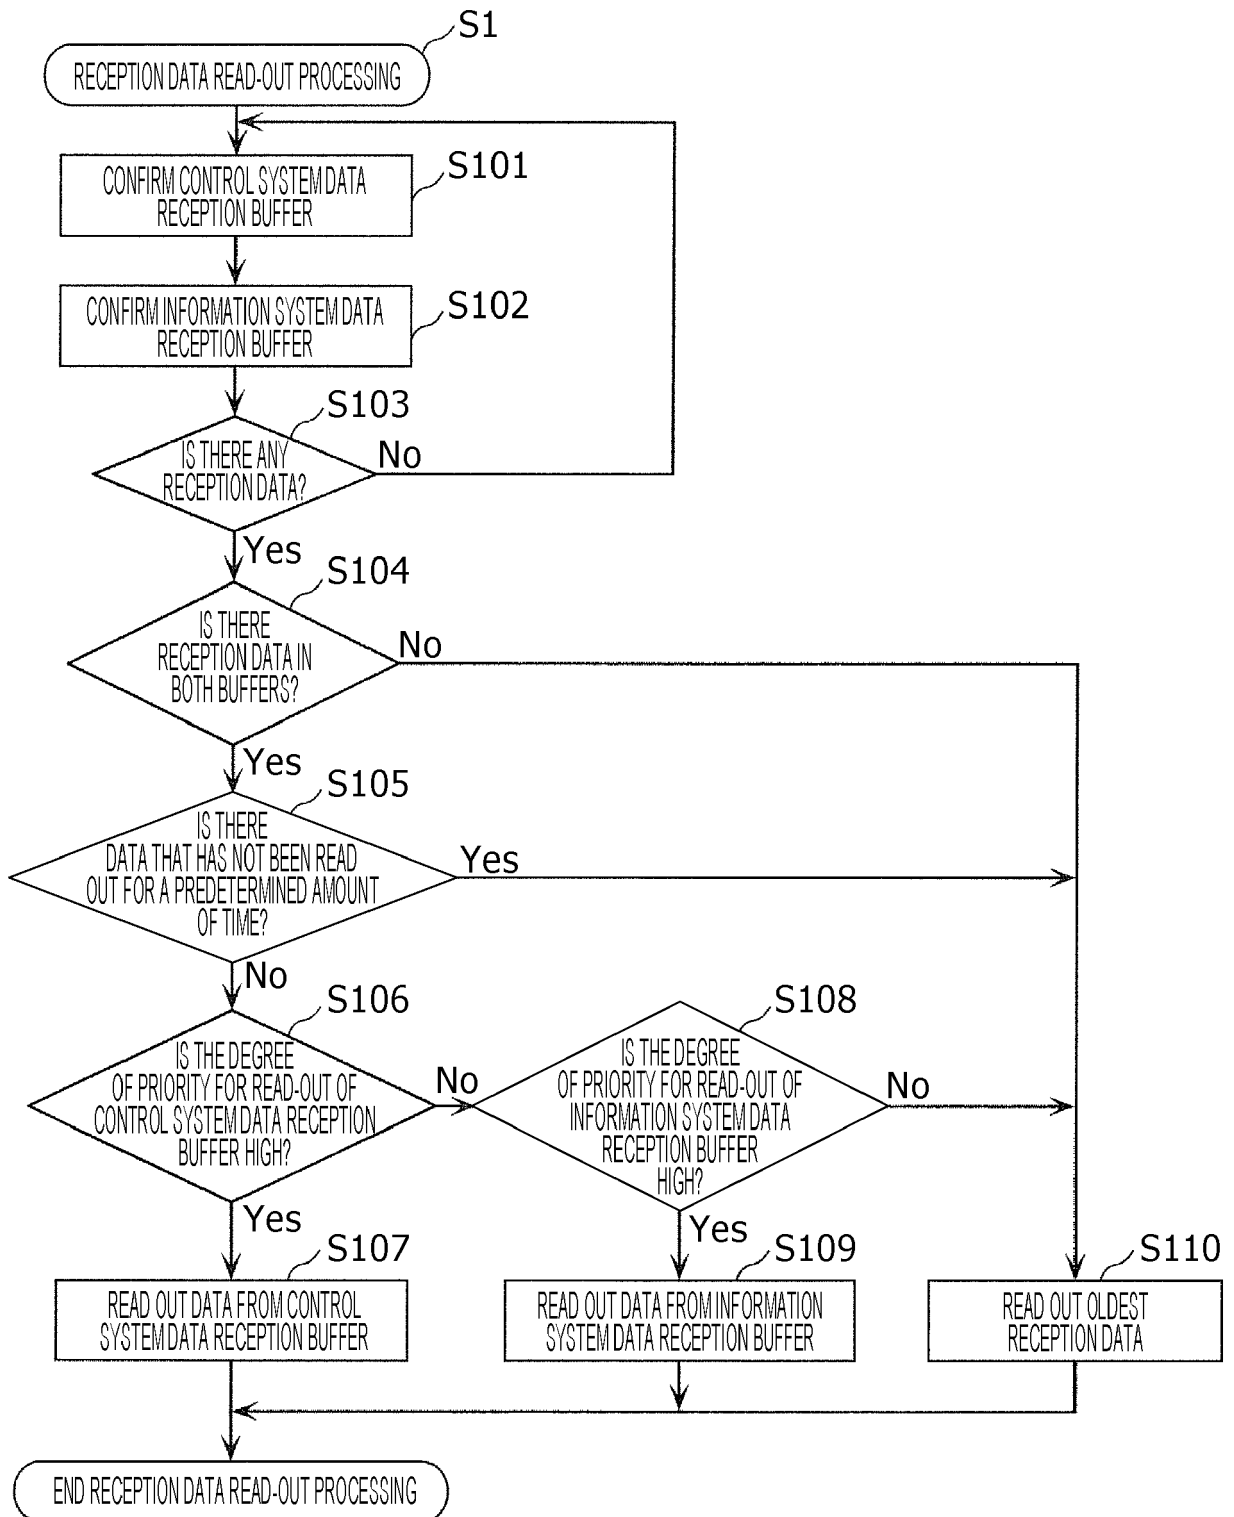 S1
RECEPTION DATA READ-OUT PROCESSING
S101
CONFIRM CONTROL SYSTEM DATA
RECEPTION BUFFER
S102
CONFIRM INFORMATION SYSTEM DATA
RECEPTION BUFFER
S103
IS THERE ANY
RECEPTION DATA?
No
Yes
S104
IS THERE
RECEPTION DATA IN
BOTH BUFFERS?
No
Yes
S105
IS THERE
DATA THAT HAS NOT BEEN READ
OUT FOR A PREDETERMINED AMOUNT
OF TIME?
Yes
No
S106
IS THE DEGREE
OF PRIORITY FOR READ-OUT OF
CONTROL SYSTEM DATA RECEPTION
BUFFER HIGH?
No
Yes
S108
IS THE DEGREE
OF PRIORITY FOR READ-OUT OF
INFORMATION SYSTEM DATA
RECEPTION BUFFER
HIGH?
No
Yes
S107
READ OUT DATA FROM CONTROL
SYSTEM DATA RECEPTION BUFFER
S109
READ OUT DATA FROM INFORMATION
SYSTEM DATA RECEPTION BUFFER
S110
READ OUT OLDEST
RECEPTION DATA
END RECEPTION DATA READ-OUT PROCESSING